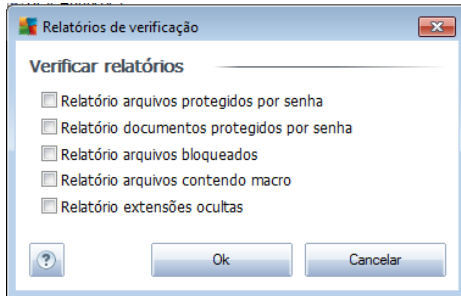 Relatórios de verificação
Verificar relatórios
Relatório arquivos protegidos por senha
Relatório documentos protegidos por senha
Relatório arquivos bloqueados
Relatório arquivos contendo macro
Relatório extensões ocultas
?
Ok
Cancelar